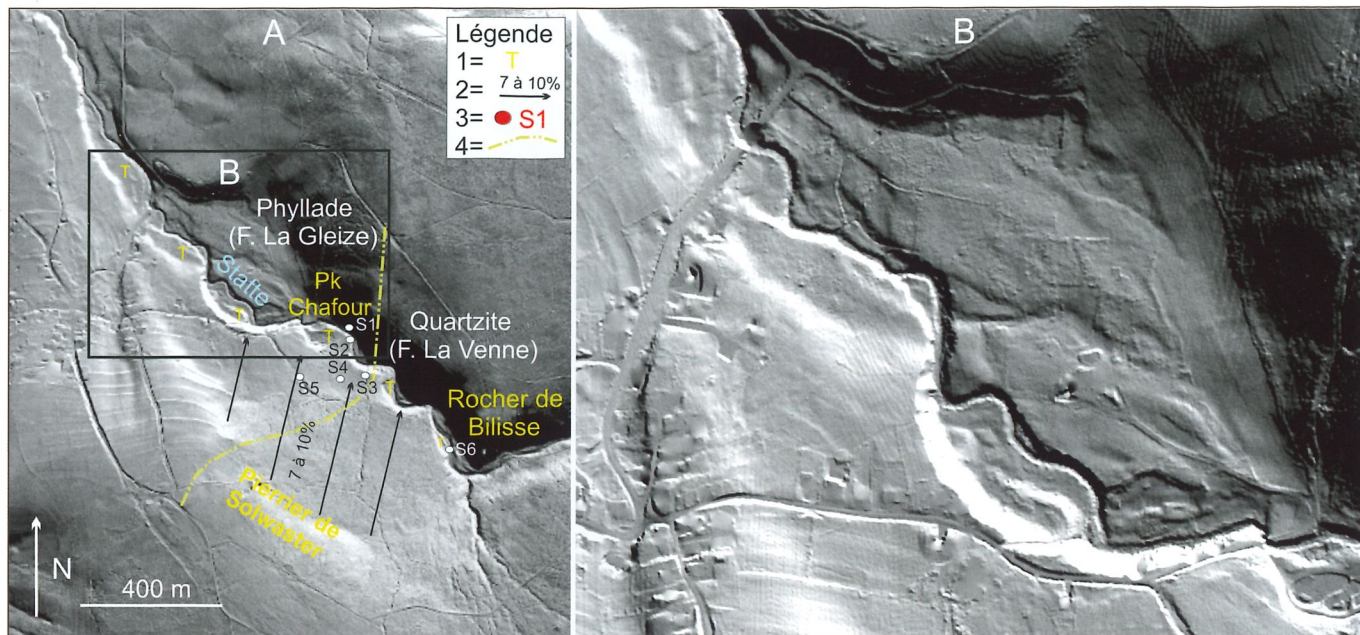 A
Légende
1= T
2= 7 à 10%
3= S1
4=
B
T
B
Phyllade
(F. La Gleize)
T
Statte
Pk
Chafour
T
S1
T
S2
Quartzite
(F. La Venne)
S4
S5
S3
T
Rocher de
Bilisse
T
S6
7 à 10%
Pierrier de
Solwaster
N
400 m